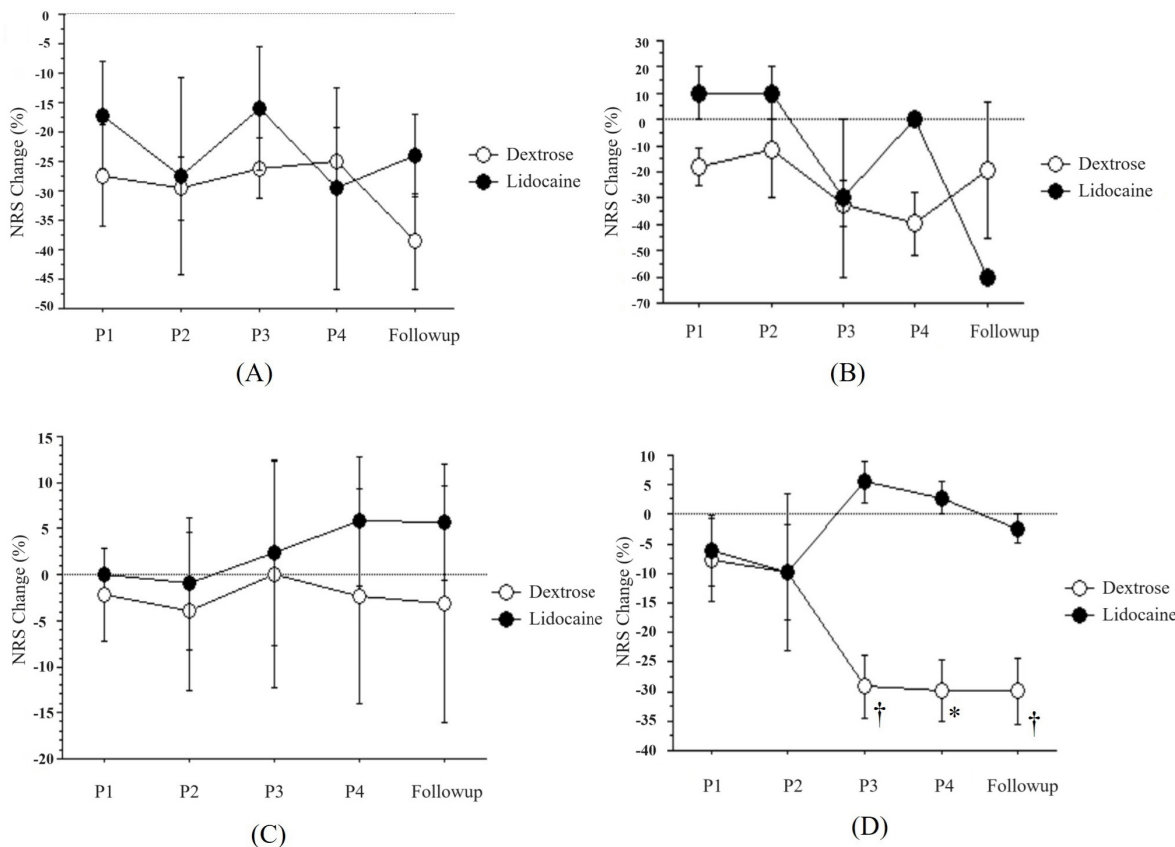 0
-5
-10
-15
-20
-25
-30
-35
-40
-45
-50
NRS Change (%)
P1 P2 P3 P4 Followup
Dextrose
Lidocaine
(A)
30
20
10
0
-10
-20
-30
-40
-50
-60
-70
NRS Change (%)
P1 P2 P3 P4 Followup
Dextrose
Lidocaine
(B)
15
10
5
0
-5
-10
-15
-20
NRS Change (%)
P1 P2 P3 P4 Followup
Dextrose
Lidocaine
(C)
10
5
0
-5
-10
-15
-20
-25
-30
-35
-40
NRS Change (%)
† * †
P1 P2 P3 P4 Followup
Dextrose
Lidocaine
(D)